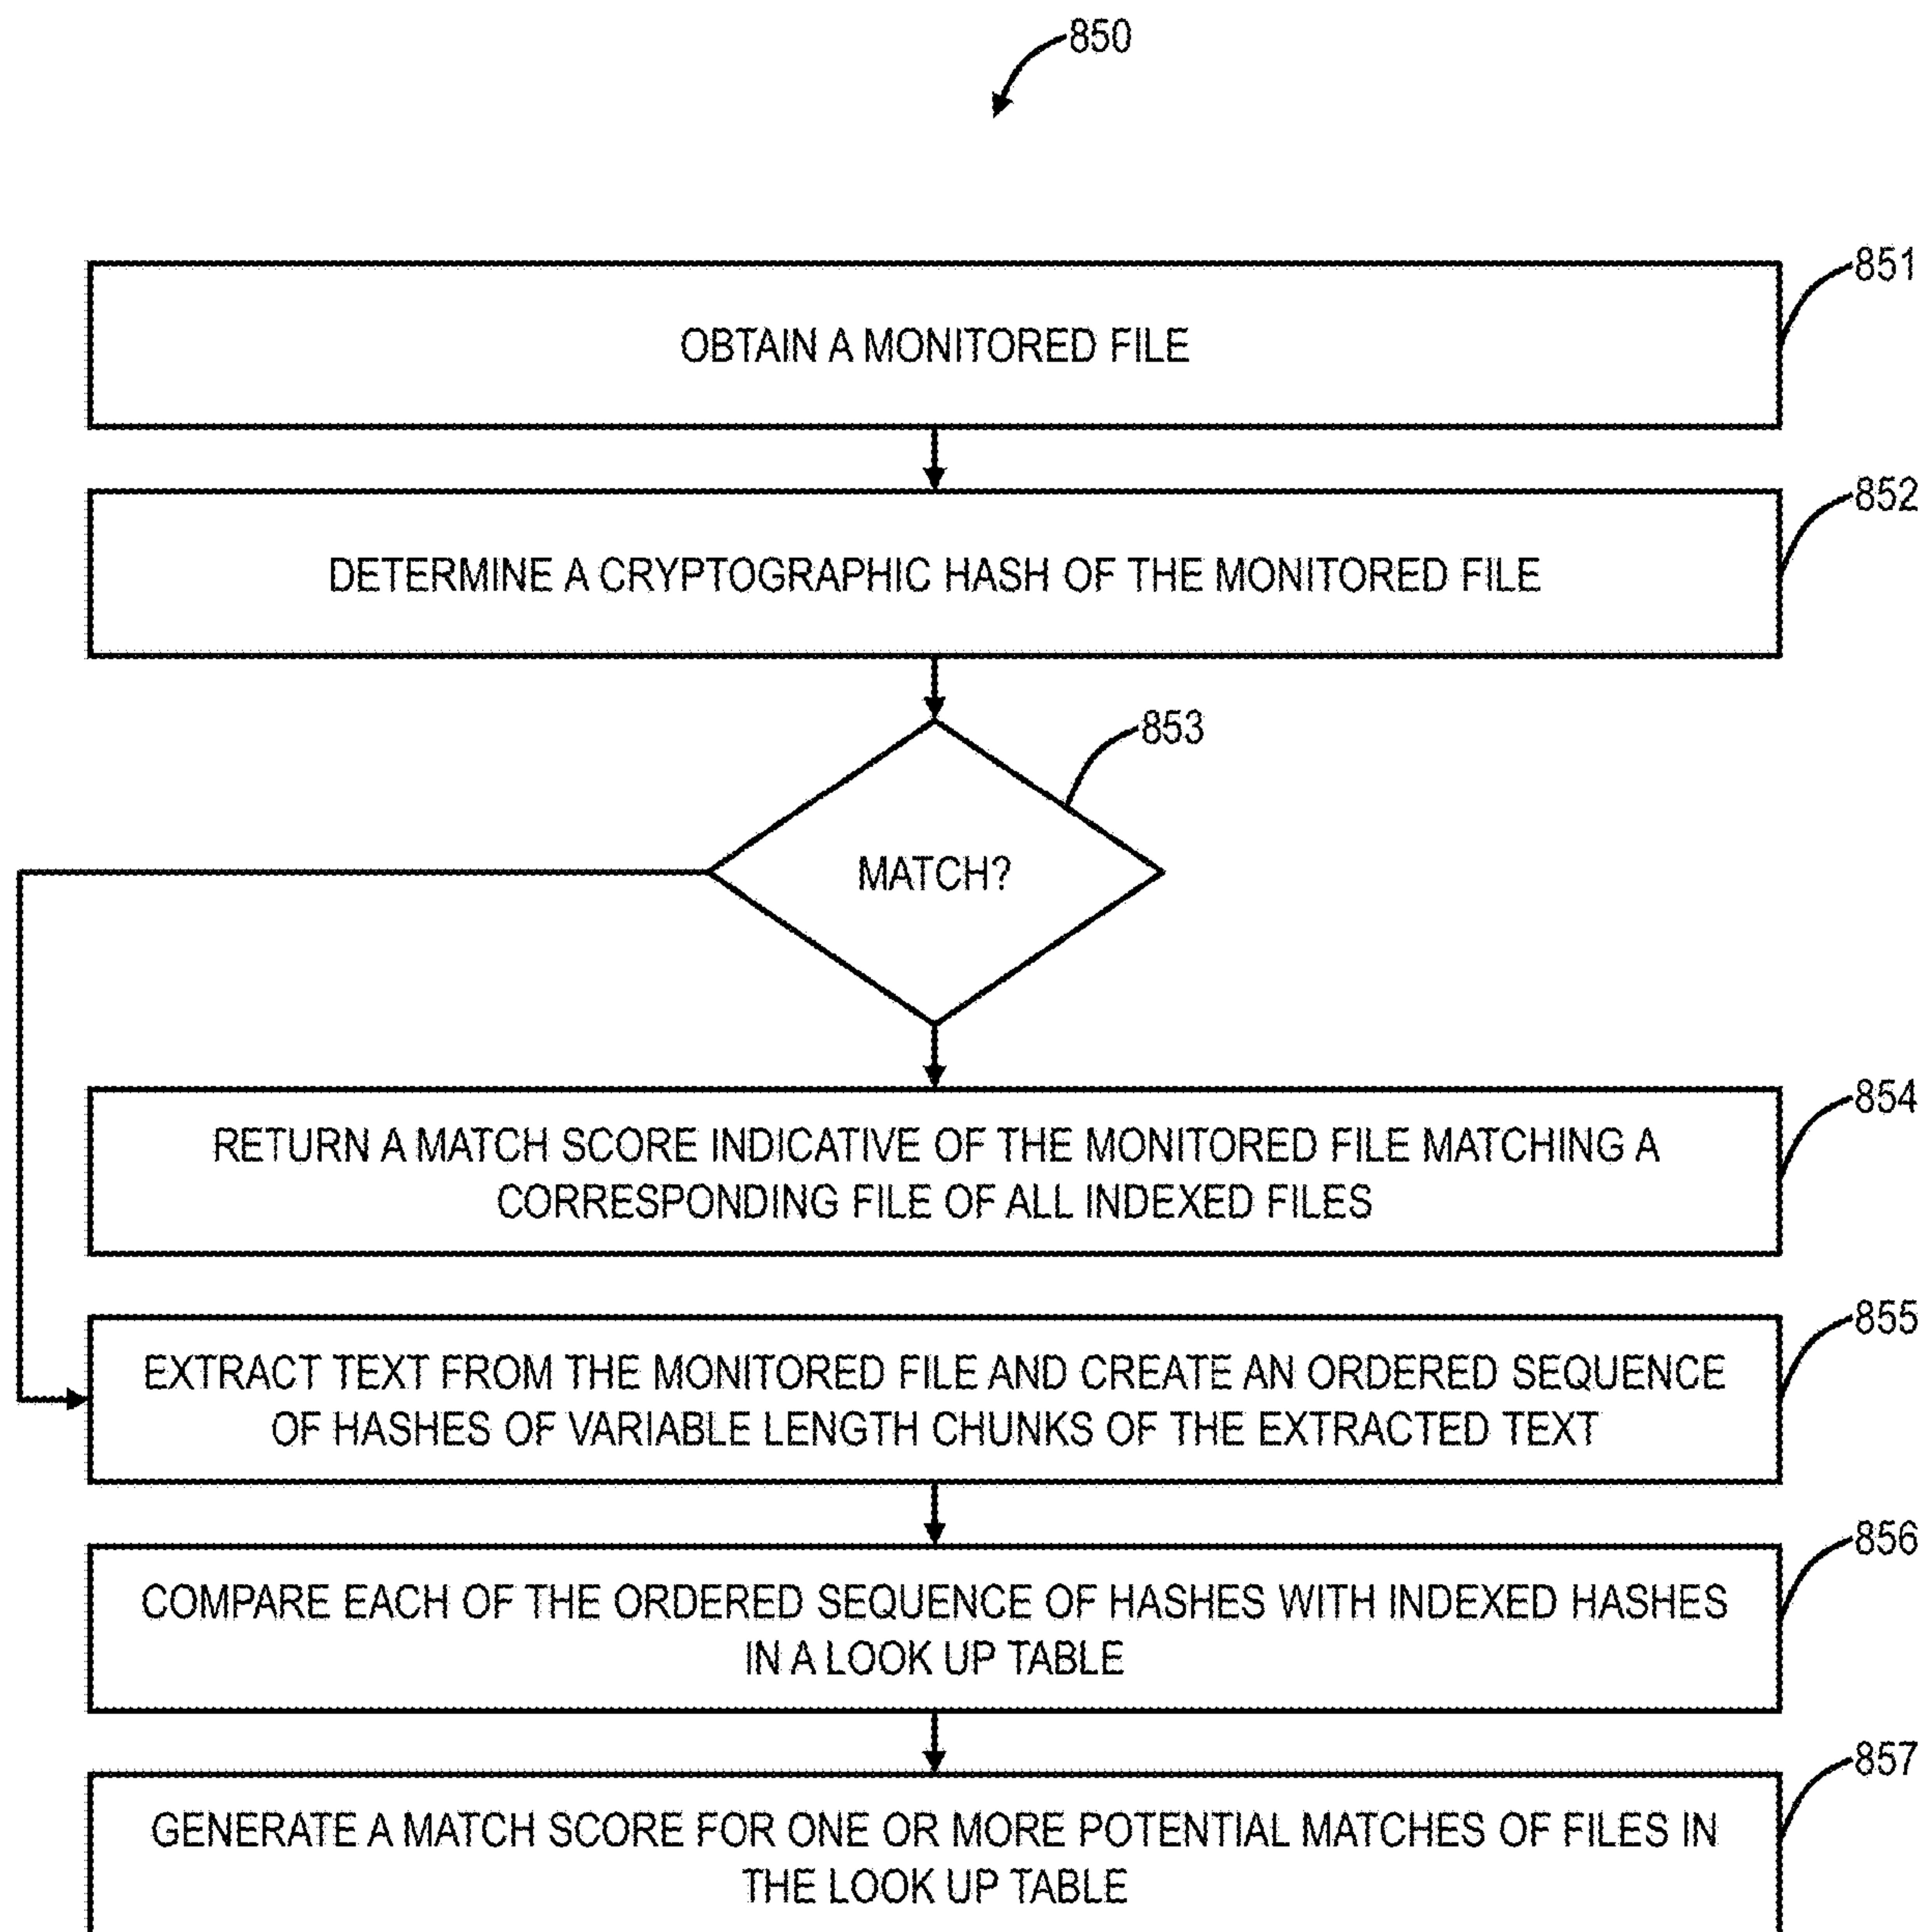 850
851
OBTAIN A MONITORED FILE
852
DETERMINE A CRYPTOGRAPHIC HASH OF THE MONITORED FILE
853
MATCH?
854
RETURN A MATCH SCORE INDICATIVE OF THE MONITORED FILE MATCHING A
CORRESPONDING FILE OF ALL INDEXED FILES
855
EXTRACT TEXT FROM THE MONITORED FILE AND CREATE AN ORDERED SEQUENCE
OF HASHES OF VARIABLE LENGTH CHUNKS OF THE EXTRACTED TEXT
856
COMPARE EACH OF THE ORDERED SEQUENCE OF HASHES WITH INDEXED HASHES
IN A LOOK UP TABLE
857
GENERATE A MATCH SCORE FOR ONE OR MORE POTENTIAL MATCHES OF FILES IN
THE LOOK UP TABLE